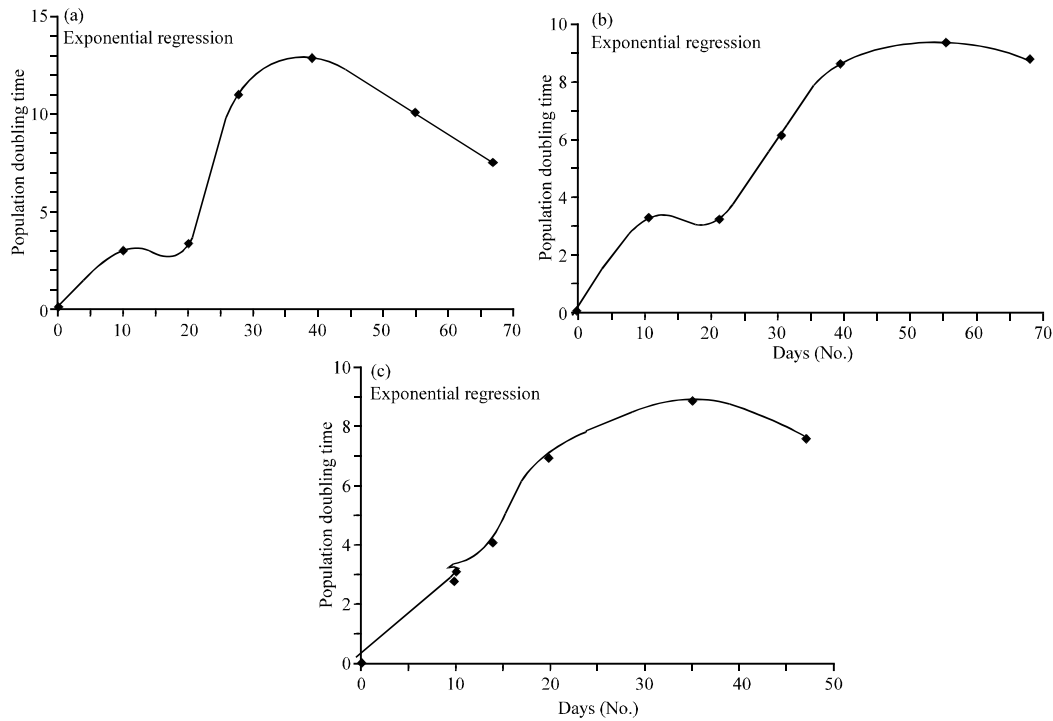 (a)
Exponential regression
Population doubling time
15
10
5
0
0 10 20 30 40 50 60 70
(b)
Exponential regression
Population doubling time
10
8
6
4
2
0
0 10 20 30 40 50 60 70
Days (No.)
(c)
Exponential regression
Population doubling time
10
8
6
4
2
0
0 10 20 30 40 50
Days (No.)